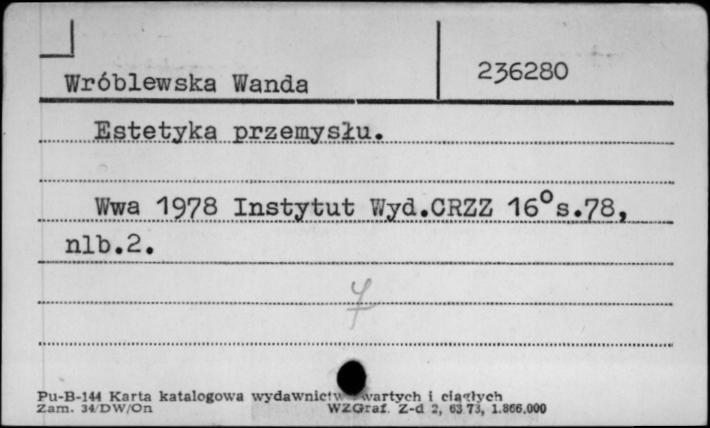 Wróblewska Wanda
236280
Estetyka przemysłu.
Wwa 1978 Instytut Wyd.CRZZ 16° s.78,
nlb.2.
Pu-B-144 Karta katalogowa wydawnictw zwartych i ciągłych
Zam. 34/DW/On WZGraf. Z-d 2, 63 73, 1.866.000